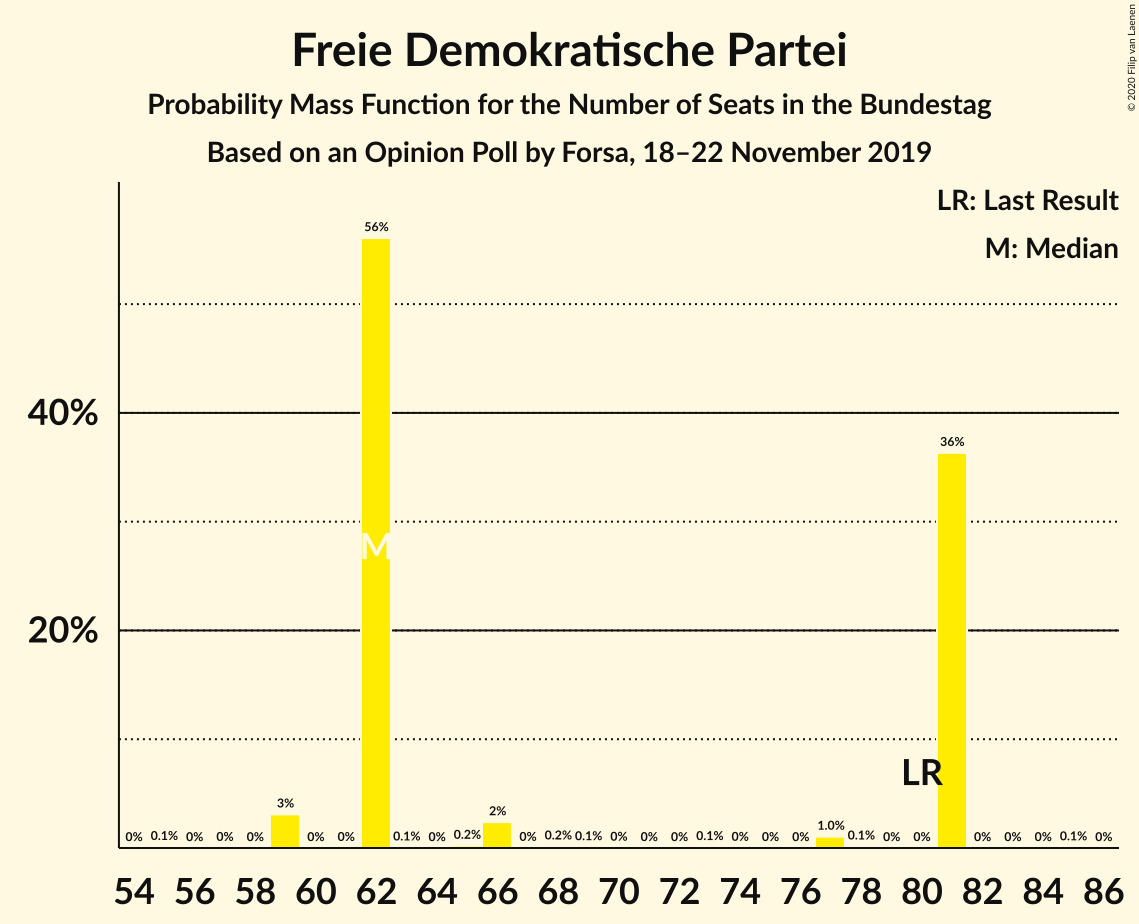 Freie Demokratische Partei
Probability Mass Function for the Number of Seats in the Bundestag
Based on an Opinion Poll by Forsa, 18–22 November 2019
© 2020 Filip van Laenen
LR: Last Result
M: Median
56%
40%
36%
M
20%
LR
3%
2%
1.0%
0% 0.1% 0% 0% 0% 0% 0% 0.1% 0% 0.2% 0% 0.2% 0.1% 0% 0% 0% 0.1% 0% 0% 0% 0.1% 0% 0% 0% 0% 0% 0.1% 0%
54 56 58 60 62 64 66 68 70 72 74 76 78 80 82 84 86